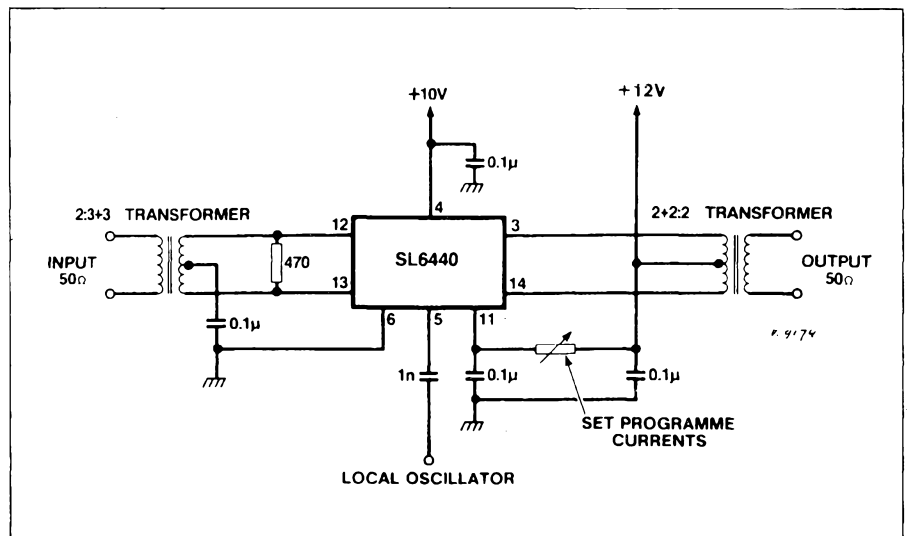 +10V
+12V
0.1µ
4
2:3+3 TRANSFORMER
2+2:2 TRANSFORMER
12
3
INPUT
50Ω
470
SL6440
OUTPUT
50Ω
13
14
0.1µ
6
5
11
1n
0.1µ
0.1µ
SET PROGRAMME
CURRENTS
LOCAL OSCILLATOR